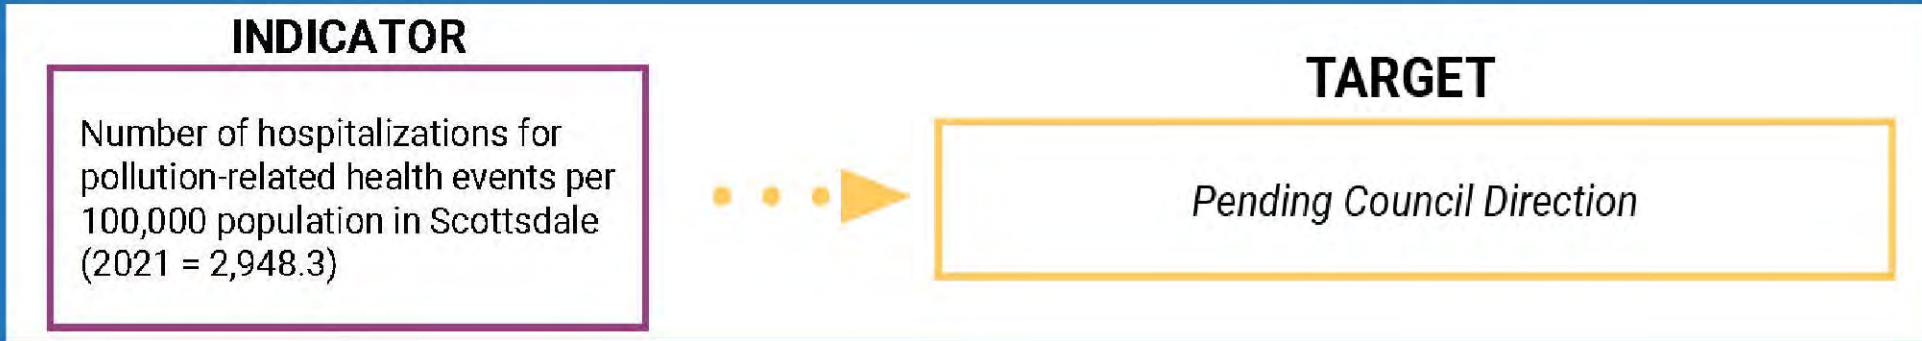 INDICATOR
Number of hospitalizations for
pollution-related health events per
100,000 population in Scottsdale
(2021 = 2,948.3)
TARGET
Pending Council Direction